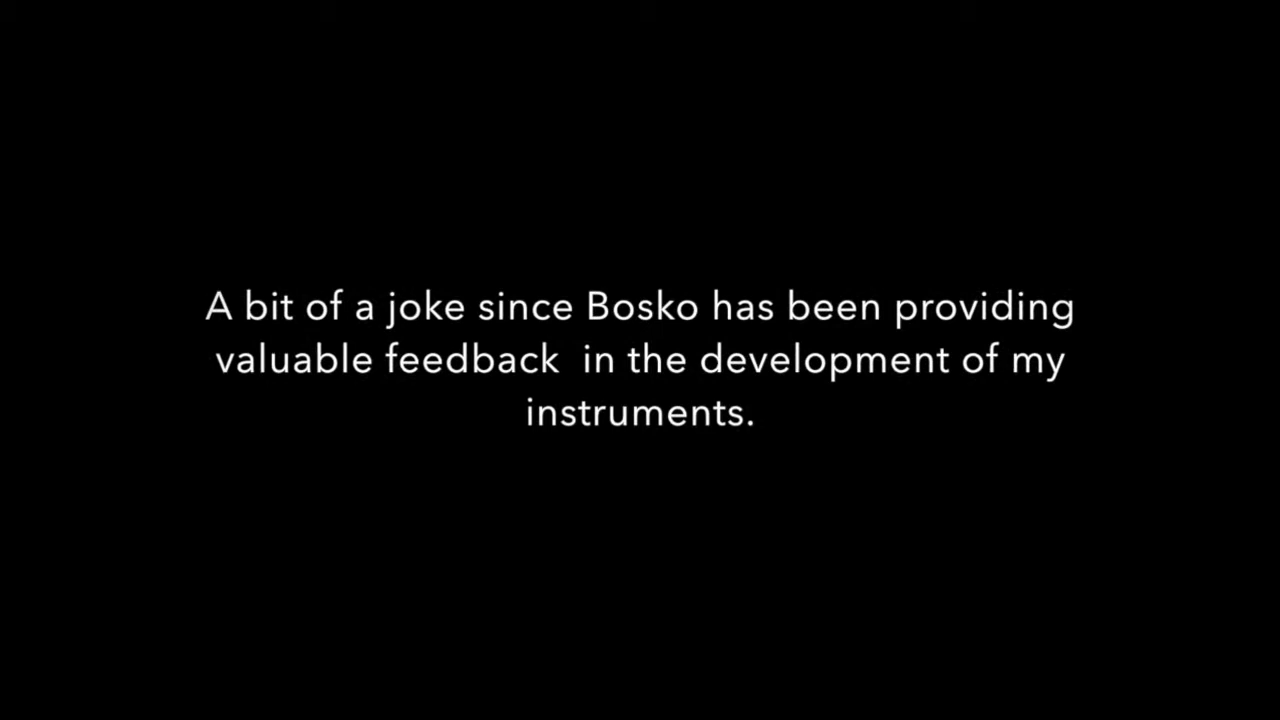 A bit of a joke since Bosko has been providing
valuable feedback  in the development of my
instruments.